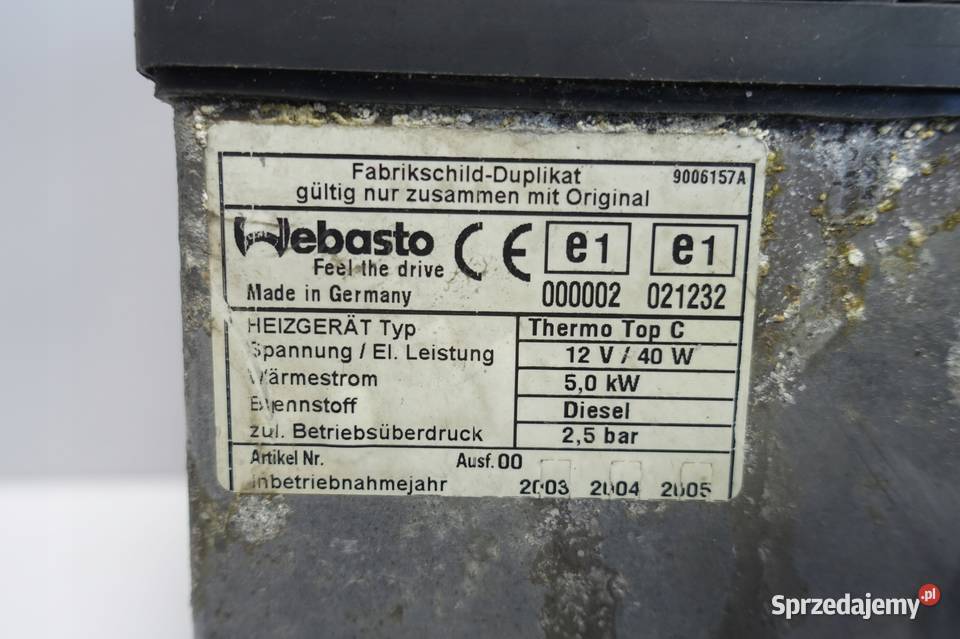 Fabrikschild-Duplikat
gültig nur zusammen mit Original
9006157A
Webasto
Feel the drive
Made in Germany
CE
e1
000002
e1
021232
HEIZGERÄT Typ Thermo Top C
Spannung / El. Leistung 12 V / 40 W
Wärmestrom 5,0 kW
Brennstoff Diesel
zul. Betriebsüberdruck 2,5 bar
Artikel Nr. Ausf. 00
Inbetriebnahmejahr 2003 2004 2005
Sprzedajemy.pl